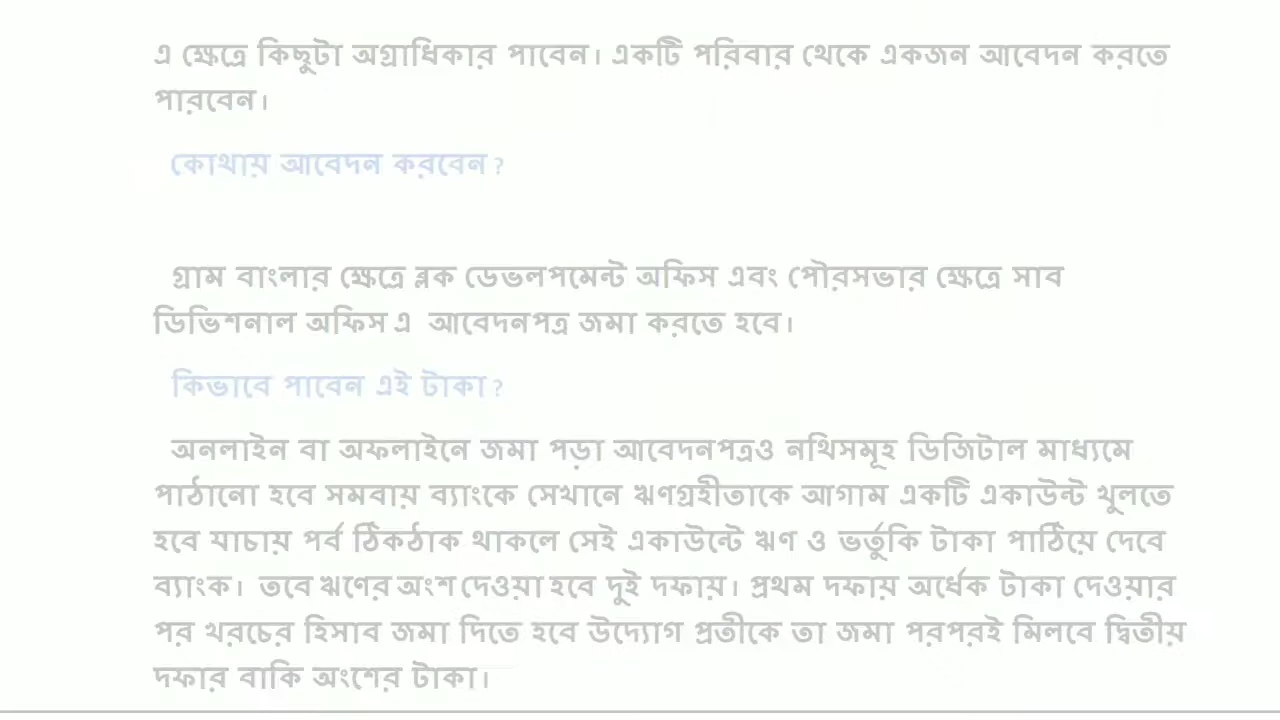 এ ক্ষেত্রে কিছুটা অগ্রাধিকার পাবেন। একটি পরিবার থেকে একজন আবেদন করতে
পারবেন।
কোথায় আবেদন করবেন?
গ্রাম বাংলার ক্ষেত্রে ব্লক ডেভলপমেন্ট অফিস এবং পৌরসভার ক্ষেত্রে সাব
ডিভিশনাল অফিস এ আবেদনপত্র জমা করতে হবে।
কিভাবে পাবেন এই টাকা?
অনলাইন বা অফলাইনে জমা পড়া আবেদনপত্রও নথিসমূহ ডিজিটাল মাধ্যমে
পাঠানো হবে সমবায় ব্যাংকে সেখানে ঋণগ্রহীতাকে আগাম একটি একাউন্ট খুলতে
হবে যাচায় পর্ব ঠিকঠাক থাকলে সেই একাউন্টে ঋণ ও ভর্তুকি টাকা পাঠিয়ে দেবে
ব্যাংক। তবে ঋণের অংশ দেওয়া হবে দুই দফায়। প্রথম দফায় অর্ধেক টাকা দেওয়ার
পর খরচের হিসাব জমা দিতে হবে উদ্যোগ প্রতীকে তা জমা পরপরই মিলবে দ্বিতীয়
দফার বাকি অংশের টাকা।